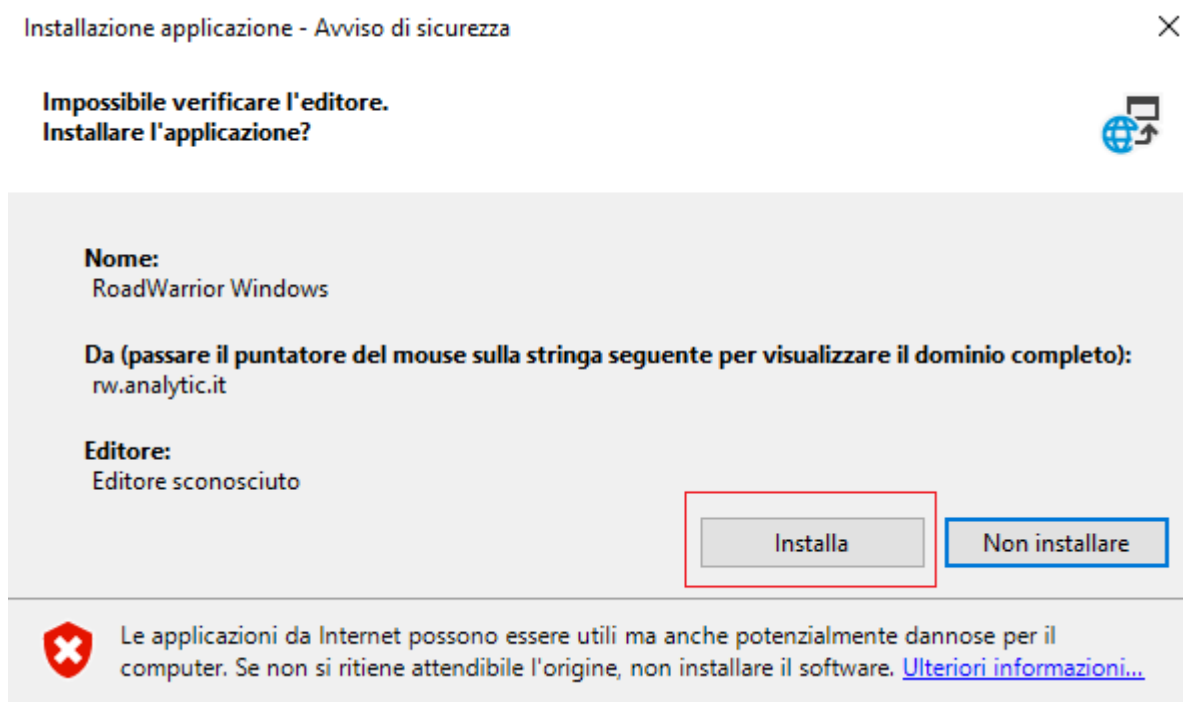 Installazione applicazione - Avviso di sicurezza
Impossibile verificare l'editore.
Installare l'applicazione?
Nome:
RoadWarrior Windows
Da (passare il puntatore del mouse sulla stringa seguente per visualizzare il dominio completo):
rw.analytic.it
Editore:
Editore sconosciuto
Installa
Non installare
Le applicazioni da Internet possono essere utili ma anche potenzialmente dannose per il
computer. Se non si ritiene attendibile l'origine, non installare il software. Ulteriori informazioni...